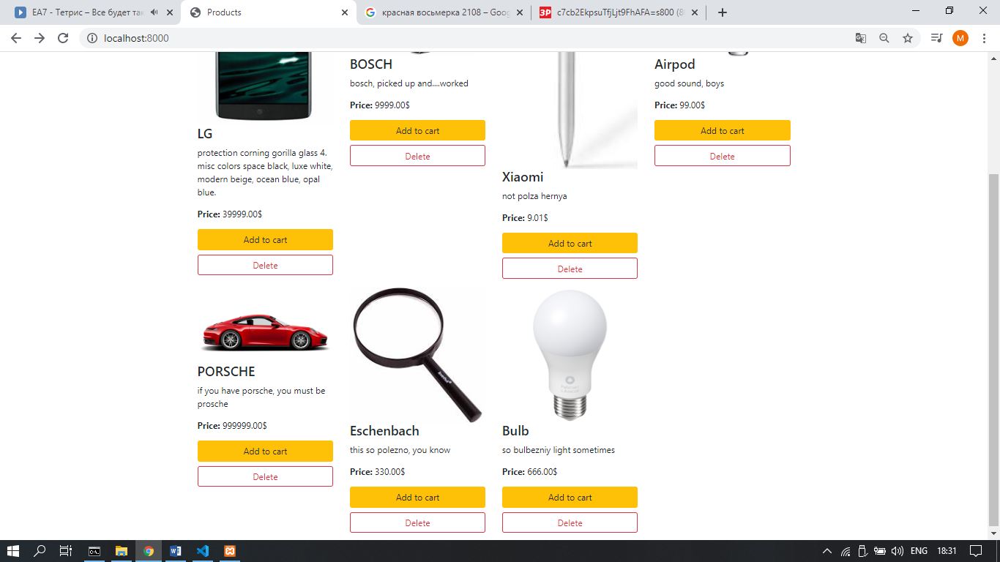 EA7 - Тетрис – Все будет так
Products
красная восьмерка 2108 – Goog
c7cb2EkpsuTfjLjt9FhAFA=s800 (8
localhost:8000
M
LG
protection corning gorilla glass 4.
misc colors space black, luxe white,
modern beige, ocean blue, opal
blue.
Price: 39999.00$
Add to cart
Delete
BOSCH
bosch, picked up and....worked
Price: 9999.00$
Add to cart
Delete
Xiaomi
not polza hernya
Price: 9.01$
Add to cart
Delete
Airpod
good sound, boys
Price: 99.00$
Add to cart
Delete
PORSCHE
if you have porsche, you must be
prosche
Price: 999999.00$
Add to cart
Delete
Eschenbach
this so polezno, you know
Price: 330.00$
Add to cart
Delete
Bulb
so bulbezniy light sometimes
Price: 666.00$
Add to cart
Delete
ENG
18:31